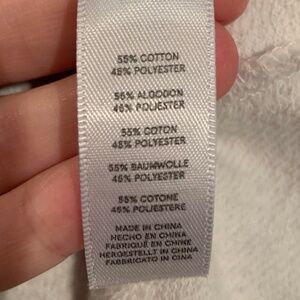 55% COTTON
45% POLYESTER
55% ALGODON
45% POLIESTER
55% COTON
45% POLYESTER
55% BAUMWOLLE
45% POLYESTER
55% COTONE
45% POLIESTERE
MADE IN CHINA
HECHO EN CHINA
FABRIQUÉ EN CHINE
HERGESTELLT IN CHINA
FABBRICATO IN CINA